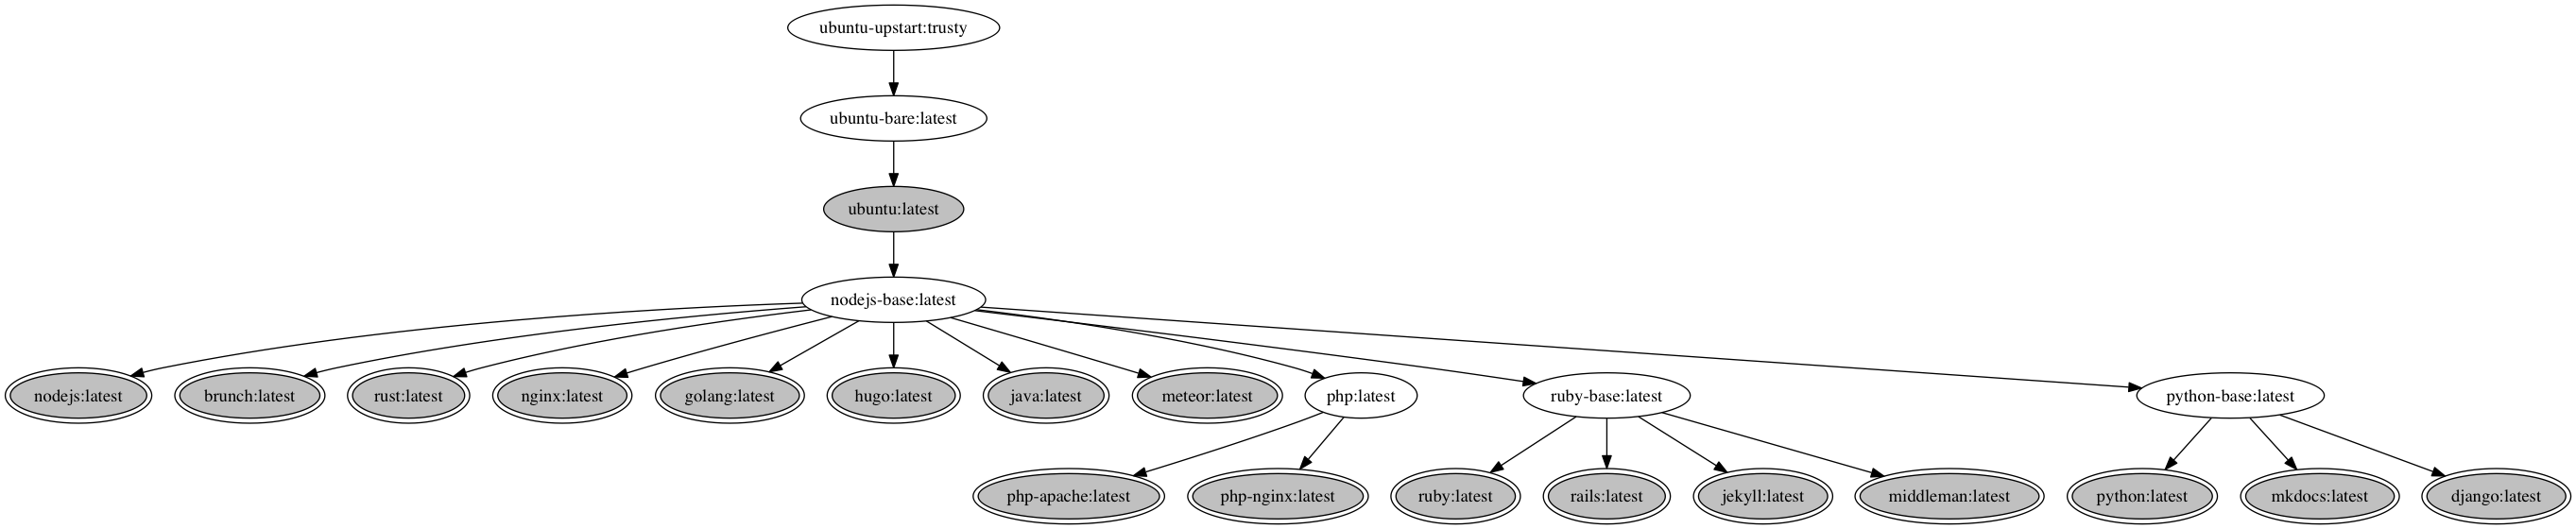 ubuntu-upstart:trusty
ubuntu-bare:latest
ubuntu:latest
nodejs-base:latest
nodejs:latest
brunch:latest
rust:latest
nginx:latest
golang:latest
hugo:latest
java:latest
meteor:latest
php:latest
ruby-base:latest
python-base:latest
php-apache:latest
php-nginx:latest
ruby:latest
rails:latest
jekyll:latest
middleman:latest
python:latest
mkdocs:latest
django:latest